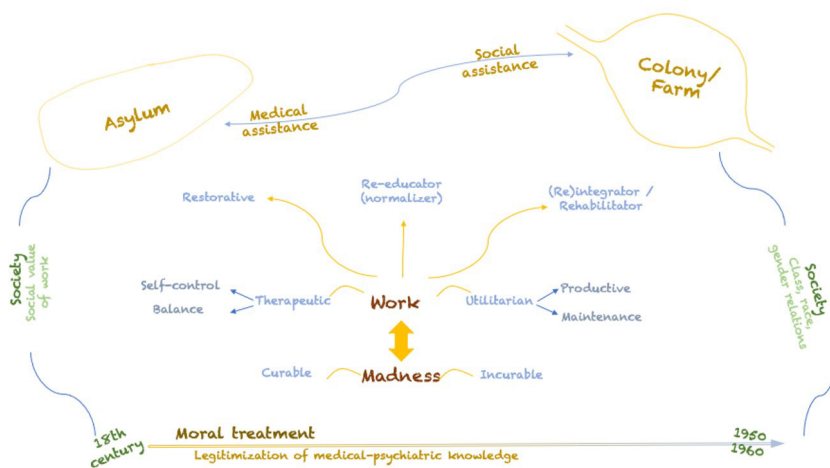 Social
assistance
Colony/
Farm
Asylum
Medical
assistance
Restorative
Re-educator
(normalizer)
(Re)integrator /
Rehabilitator
Society
Social value
of work
Self-control
Balance
Therapeutic
Work
Utilitarian
Productive
Maintenance
Society
Class, race,
gender relations
Curable
Madness
Incurable
18th
century
Moral treatment
Legitimization of medical-psychiatric knowledge
1950
1960